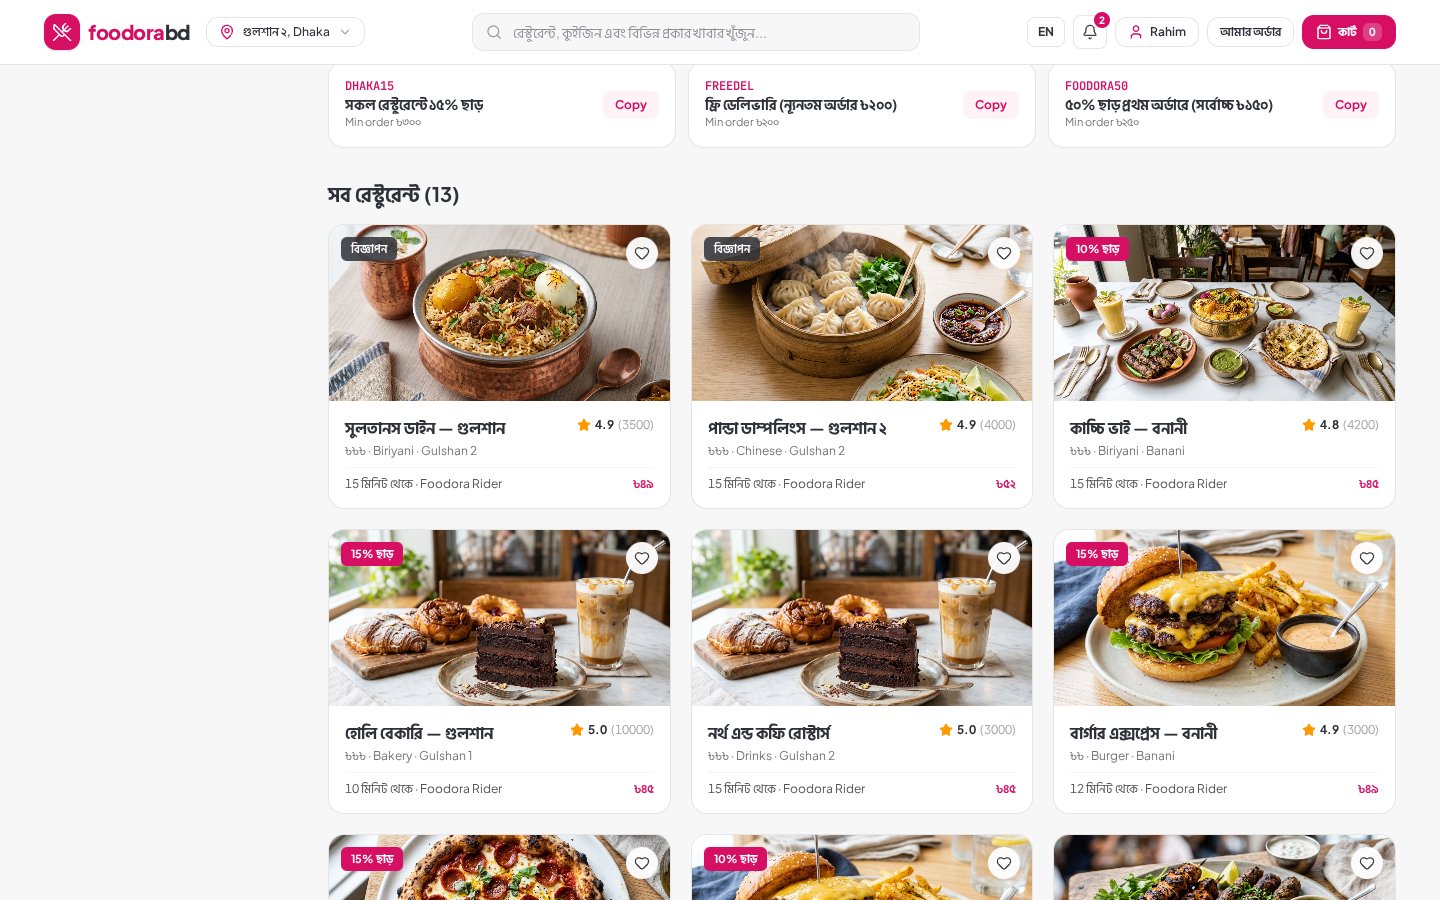 foodorabd
গুলশান ২, Dhaka
রেস্টুরেন্ট, কুইজিন এবং বিভিন্ন প্রকার খাবার খুঁজুন...
EN
2
Rahim
আমার অর্ডার
কার্ট 0
DHAKA15
সকল রেস্টুরেন্টে ১৫% ছাড়
Min order ৳৩০০
Copy
FREEDEL
ফ্রি ডেলিভারি (ন্যূনতম অর্ডার ৳২০০)
Min order ৳২০০
Copy
FOODORA50
৫০% ছাড় প্রথম অর্ডারে (সর্বোচ্চ ৳১৫০)
Min order ৳২৫০
Copy
সব রেস্টুরেন্ট (13)
বিজ্ঞাপন
সুলতানস ডাইন — গুলশান
4.9 (3500)
৳৳৳ · Biriyani · Gulshan 2
15 মিনিট থেকে · Foodora Rider
৳৪৯
বিজ্ঞাপন
পান্ডা ডাম্পলিংস — গুলশান ২
4.9 (4000)
৳৳৳ · Chinese · Gulshan 2
15 মিনিট থেকে · Foodora Rider
৳৫২
10% ছাড়
কাচ্চি ভাই — বনানী
4.8 (4200)
৳৳৳ · Biriyani · Banani
15 মিনিট থেকে · Foodora Rider
৳৪৫
15% ছাড়
হোলি বেকারি — গুলশান
5.0 (10000)
৳৳৳ · Bakery · Gulshan 1
10 মিনিট থেকে · Foodora Rider
৳৪৫
নর্থ এন্ড কফি রোস্টার্স
5.0 (3000)
৳৳৳ · Drinks · Gulshan 2
15 মিনিট থেকে · Foodora Rider
৳৪৫
15% ছাড়
বার্গার এক্সপ্রেস — বনানী
4.9 (3000)
৳৳ · Burger · Banani
12 মিনিট থেকে · Foodora Rider
৳৪৯
15% ছাড়
10% ছাড়